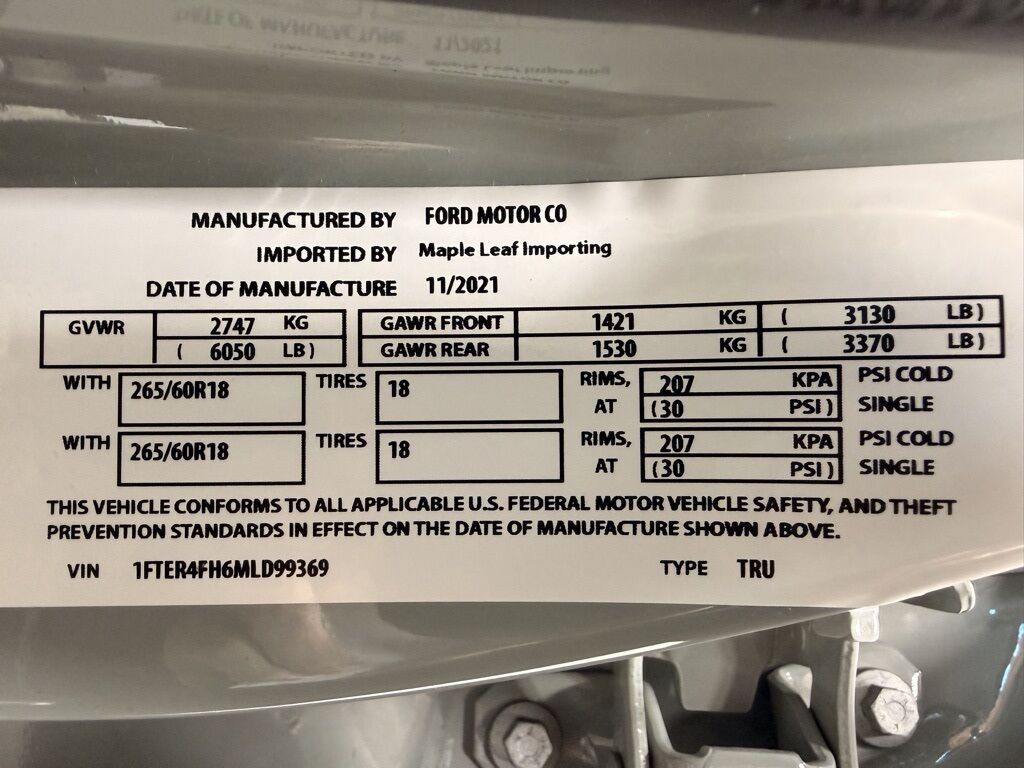 MANUFACTURED BY FORD MOTOR CO
IMPORTED BY Maple Leaf Importing
DATE OF MANUFACTURE 11/2021
GVWR 2747 KG GAWR FRONT 1421 KG ( 3130 LB )
( 6050 LB ) GAWR REAR 1530 KG ( 3370 LB )
WITH 265/60R18 TIRES 18 RIMS, 207 KPA PSI COLD
AT (30 PSI ) SINGLE
WITH 265/60R18 TIRES 18 RIMS, 207 KPA PSI COLD
AT (30 PSI ) SINGLE
THIS VEHICLE CONFORMS TO ALL APPLICABLE U.S. FEDERAL MOTOR VEHICLE SAFETY, AND THEFT
PREVENTION STANDARDS IN EFFECT ON THE DATE OF MANUFACTURE SHOWN ABOVE.
VIN 1FTER4FH6MLD99369 TYPE TRU